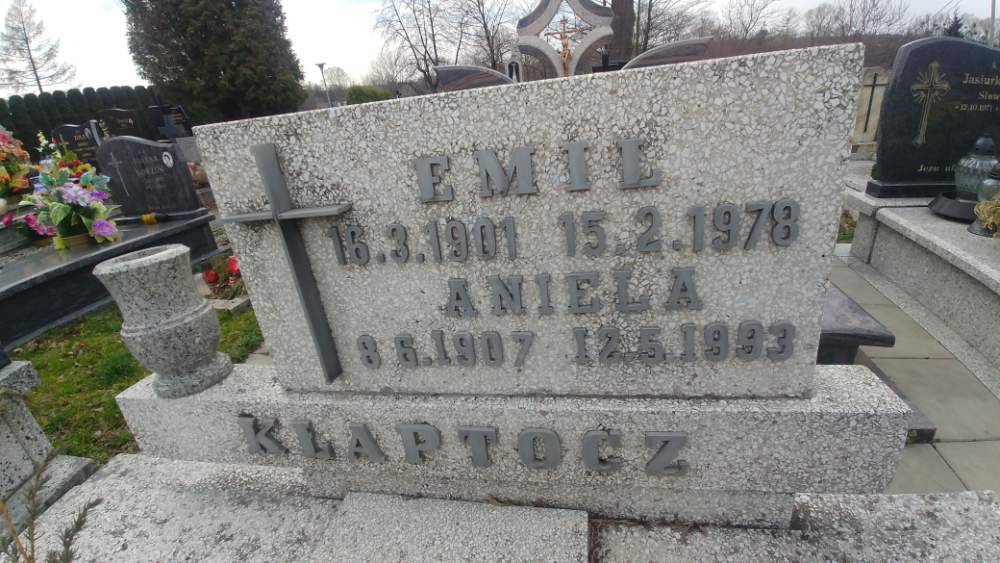 EMIL
16.3.1901 15.2.1978
ANIELA
8.6.1907 12.5.1993
KLAPTOCZ